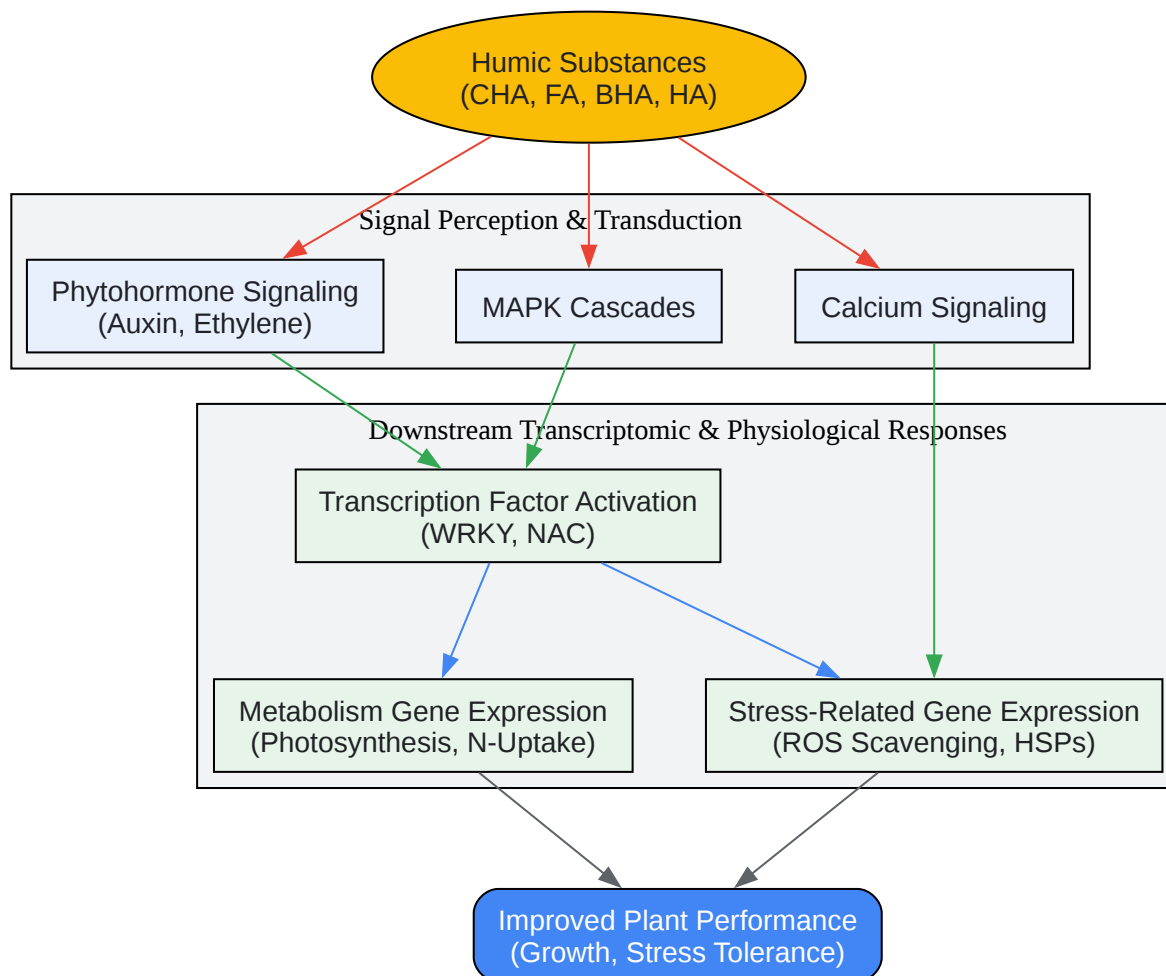 Humic Substances
(CHA, FA, BHA, HA)
Signal Perception & Transduction
Phytohormone Signaling
(Auxin, Ethylene)
MAPK Cascades
Calcium Signaling
Downstream Transcriptomic & Physiological Responses
Transcription Factor Activation
(WRKY, NAC)
Metabolism Gene Expression
(Photosynthesis, N-Uptake)
Stress-Related Gene Expression
(ROS Scavenging, HSPs)
Improved Plant Performance
(Growth, Stress Tolerance)